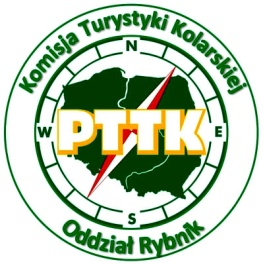 Komisja Turystyki Kolarskiej
N
W PTTK E
S
Oddział Rybnik